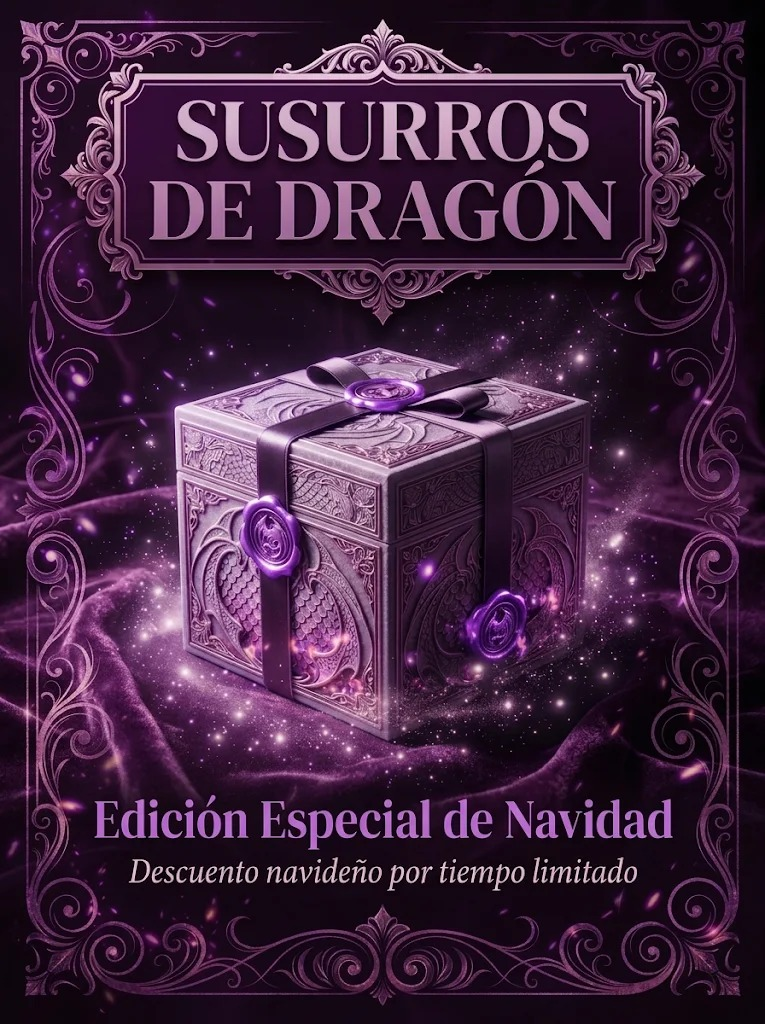 SUSURROS
DE DRAGÓN
Edición Especial de Navidad
Descuento navideño por tiempo limitado